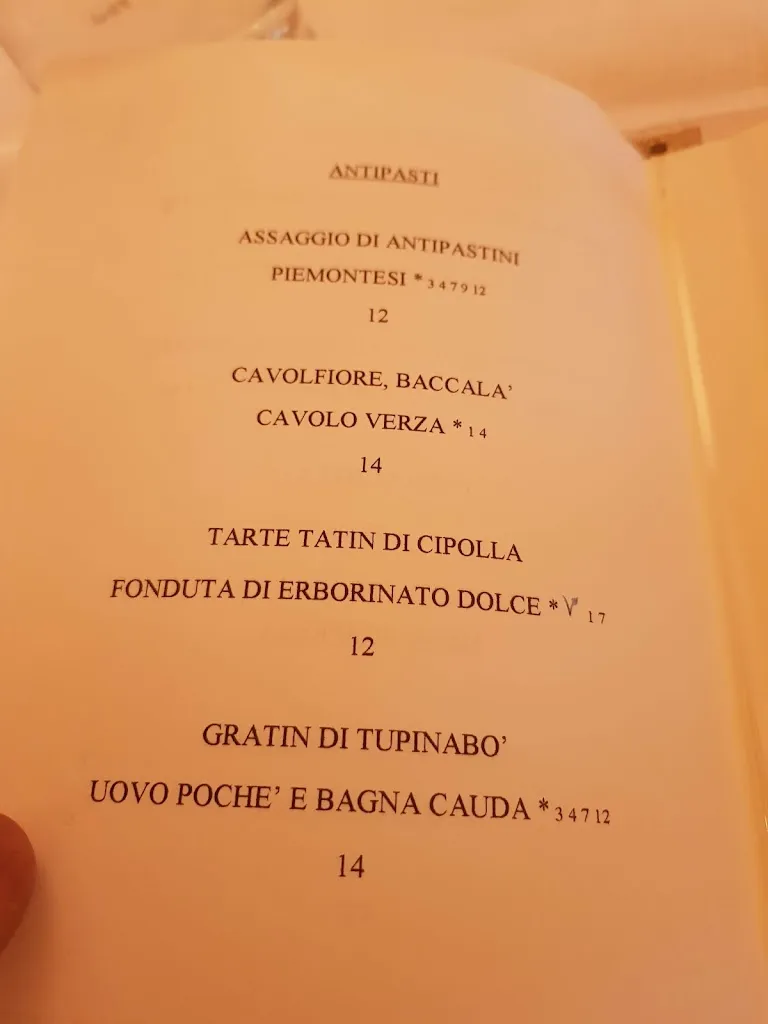 ANTIPASTI
ASSAGGIO DI ANTIPASTINI
PIEMONTESI * 3 4 7 9 12
12
CAVOLFIORE, BACCALA'
CAVOLO VERZA * 1 4
14
TARTE TATIN DI CIPOLLA
FONDUTA DI ERBORINATO DOLCE * V 1 7
12
GRATIN DI TUPINABO'
UOVO POCHE' E BAGNA CAUDA * 3 4 7 12
14